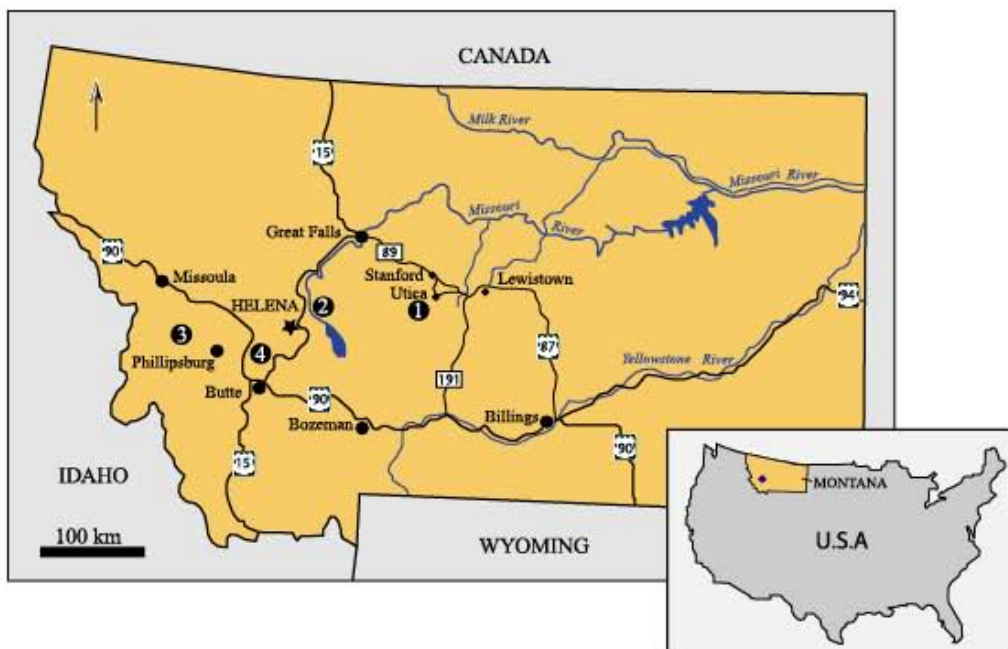 CANADA
Milk River
'15'
Missouri River
Missouri
River
Great Falls
'90'
89
Missoula
Stanford
Lewistown
Utica
'94'
HELENA
2
1
3
4
Phillipsburg
'87'
Yellowstone River
191
Butte
'90'
Billings
Bozeman
'90'
'15'
IDAHO
100 km
WYOMING
MONTANA
U.S.A